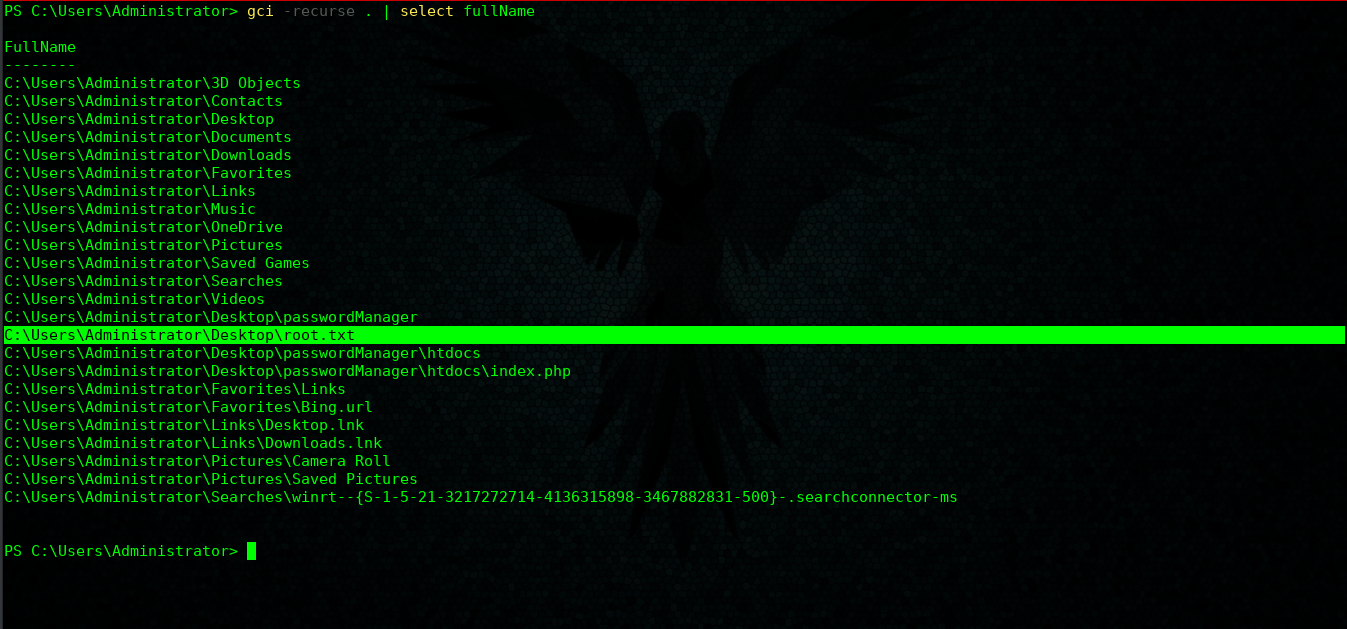 PS C:\Users\Administrator> gci -recurse . | select fullName
FullName
--------
C:\Users\Administrator\3D Objects
C:\Users\Administrator\Contacts
C:\Users\Administrator\Desktop
C:\Users\Administrator\Documents
C:\Users\Administrator\Downloads
C:\Users\Administrator\Favorites
C:\Users\Administrator\Links
C:\Users\Administrator\Music
C:\Users\Administrator\OneDrive
C:\Users\Administrator\Pictures
C:\Users\Administrator\Saved Games
C:\Users\Administrator\Searches
C:\Users\Administrator\Videos
C:\Users\Administrator\Desktop\passwordManager
C:\Users\Administrator\Desktop\root.txt
C:\Users\Administrator\Desktop\passwordManager\htdocs
C:\Users\Administrator\Desktop\passwordManager\htdocs\index.php
C:\Users\Administrator\Favorites\Links
C:\Users\Administrator\Favorites\Bing.url
C:\Users\Administrator\Links\Desktop.lnk
C:\Users\Administrator\Links\Downloads.lnk
C:\Users\Administrator\Pictures\Camera Roll
C:\Users\Administrator\Pictures\Saved Pictures
C:\Users\Administrator\Searches\winrt--{S-1-5-21-3217272714-4136315898-3467882831-500}-.searchconnector-ms
PS C:\Users\Administrator>